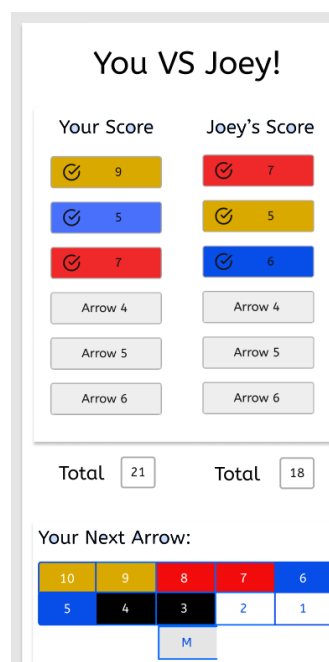 You VS Joey!
Your Score Joey's Score
9 7
5 5
7 6
Arrow 4 Arrow 4
Arrow 5 Arrow 5
Arrow 6 Arrow 6
Total 21 Total 18
Your Next Arrow:
10 9 8 7 6
5 4 3 2 1
M